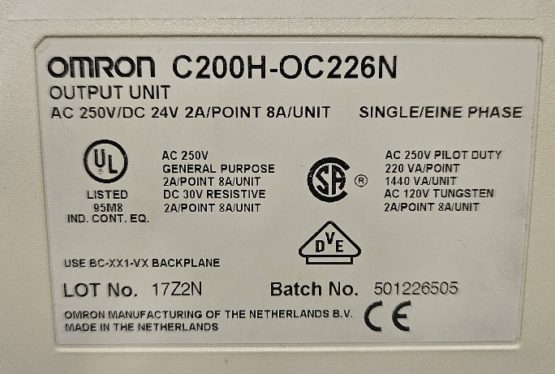 OMRON C200H-OC226N
OUTPUT UNIT
AC 250V/DC 24V 2A/POINT 8A/UNIT SINGLE/EINE PHASE
UL
LISTED
95M8
IND. CONT. EQ.
AC 250V
GENERAL PURPOSE
2A/POINT 8A/UNIT
DC 30V RESISTIVE
2A/POINT 8A/UNIT
SA ®
AC 250V PILOT DUTY
220 VA/POINT
1440 VA/UNIT
AC 120V TUNGSTEN
2A/POINT 8A/UNIT
DVE
USE BC-XX1-VX BACKPLANE
LOT No. 17Z2N Batch No. 501226505
OMRON MANUFACTURING OF THE NETHERLANDS B.V.
MADE IN THE NETHERLANDS
CE